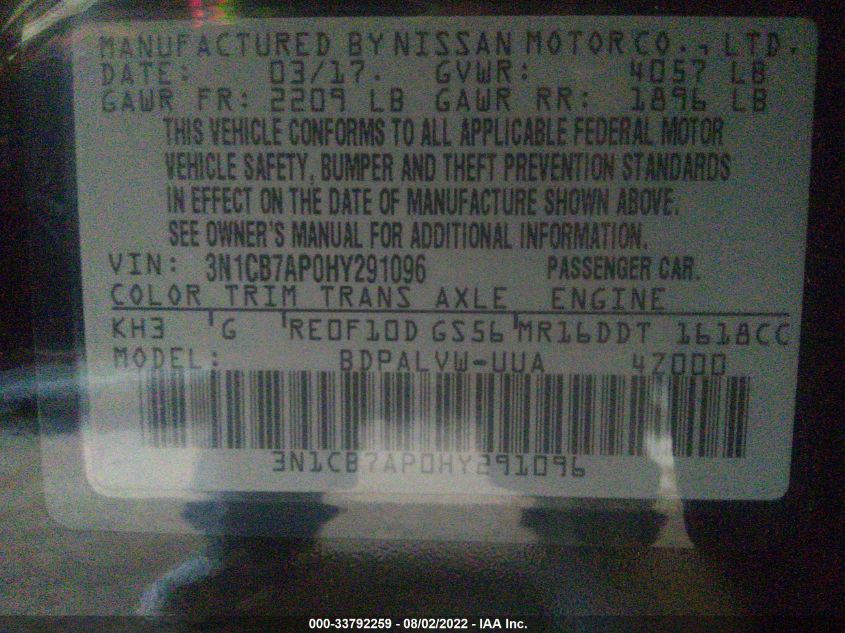 MANUFACTURED BY NISSAN MOTOR CO., LTD.
DATE: 03/17. GVWR: 4057 LB
GAWR FR: 2209 LB GAWR RR: 1896 LB
THIS VEHICLE CONFORMS TO ALL APPLICABLE FEDERAL MOTOR
VEHICLE SAFETY, BUMPER AND THEFT PREVENTION STANDARDS
IN EFFECT ON THE DATE OF MANUFACTURE SHOWN ABOVE.
SEE OWNER'S MANUAL FOR ADDITIONAL INFORMATION.
VIN: 3N1CB7AP0HY291096 PASSENGER CAR.
COLOR TRIM TRANS AXLE ENGINE
KH3 G RE0F10D GS56 MR16DDT 1618CC
MODEL: BDPALVW-UUA 4Z000
3N1CB7AP0HY291096
000-33792259 - 08/02/2022 - IAA Inc.